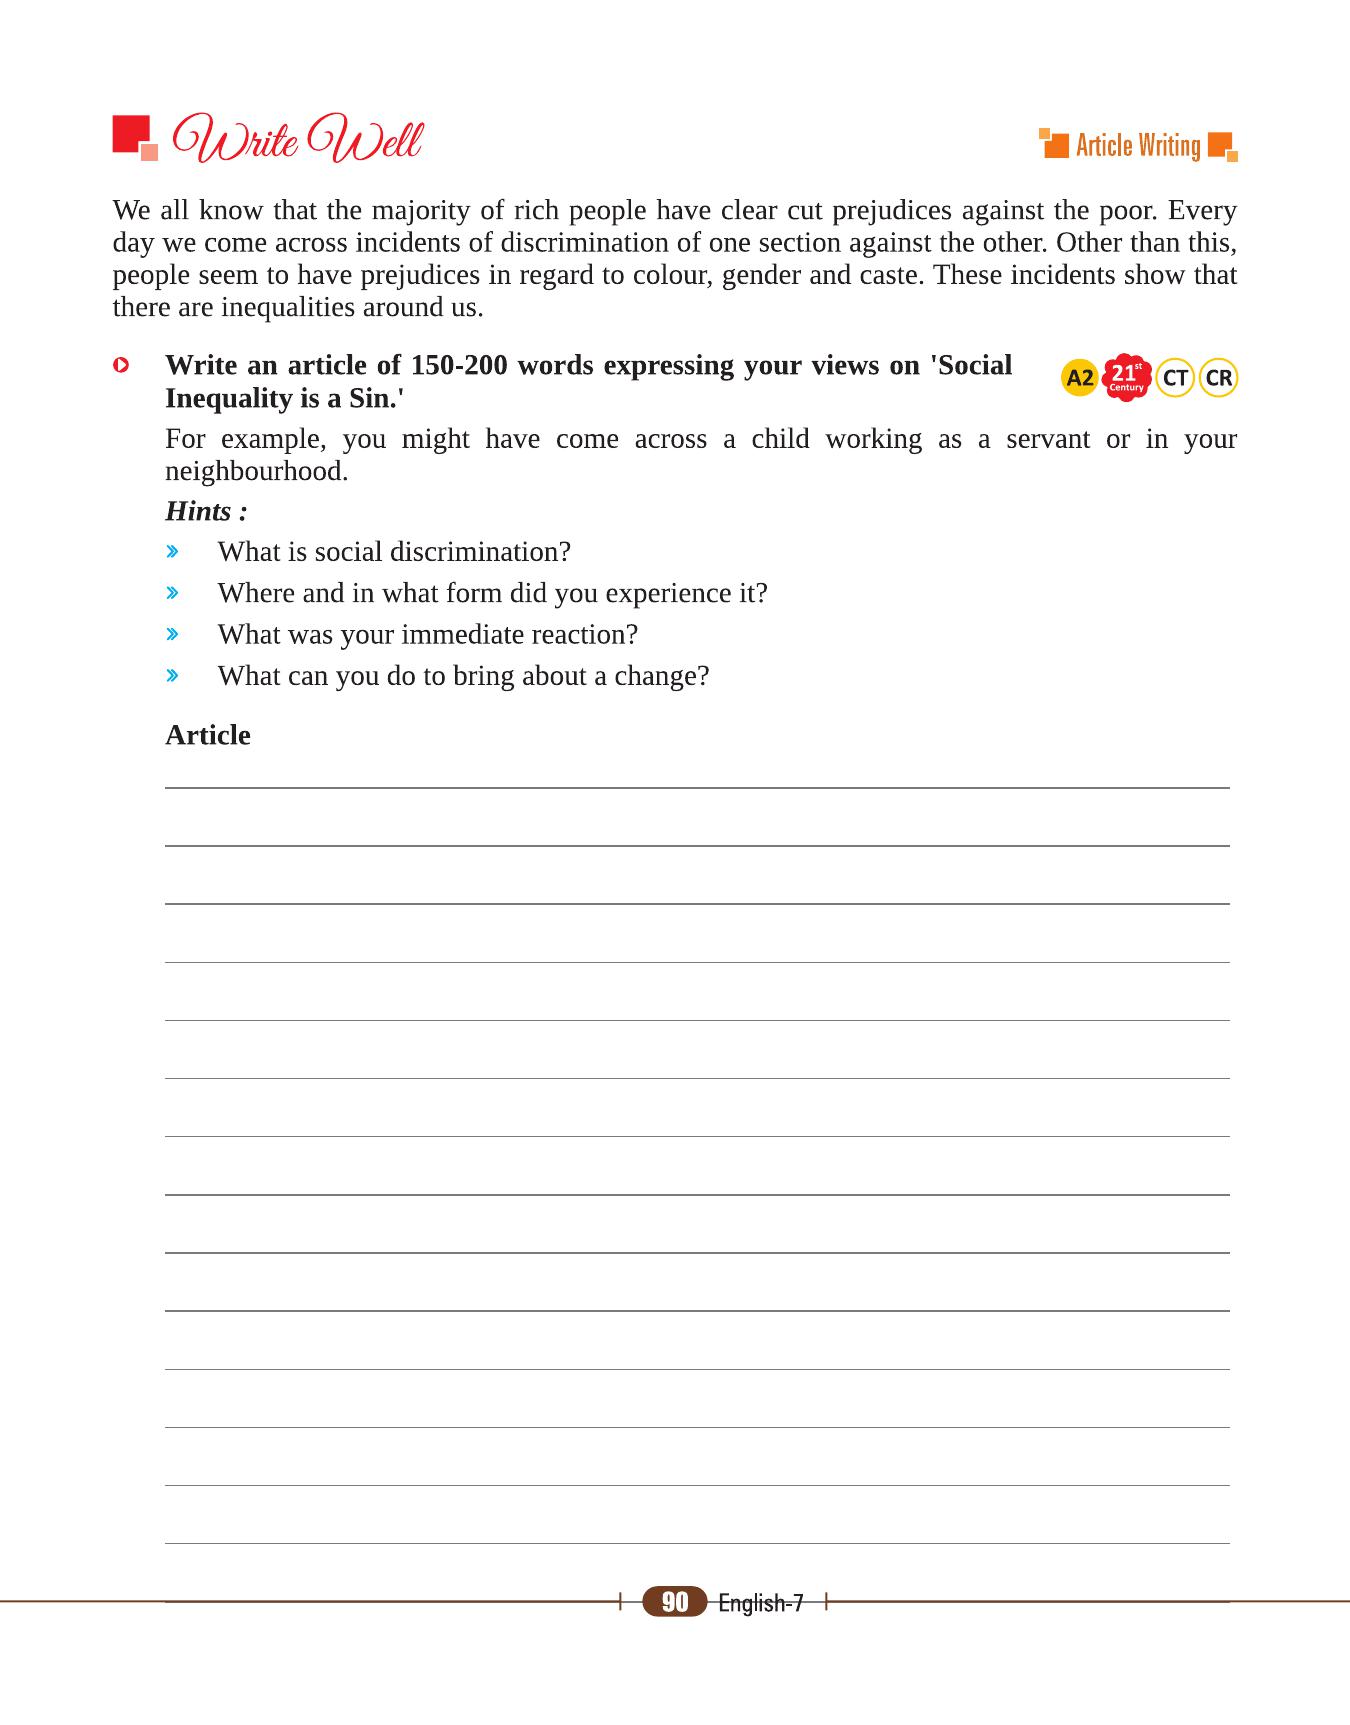 Write Well
Article Writing
We all know that the majority of rich people have clear cut prejudices against the poor. Every
day we come across incidents of discrimination of one section against the other. Other than this,
people seem to have prejudices in regard to colour, gender and caste. These incidents show that
there are inequalities around us.
Write an article of 150-200 words expressing your views on 'Social
Inequality is a Sin.'
A2 21st Century CT CR
For example, you might have come across a child working as a servant or in your
neighbourhood.
Hints :
What is social discrimination?
Where and in what form did you experience it?
What was your immediate reaction?
What can you do to bring about a change?
Article
90 English-7